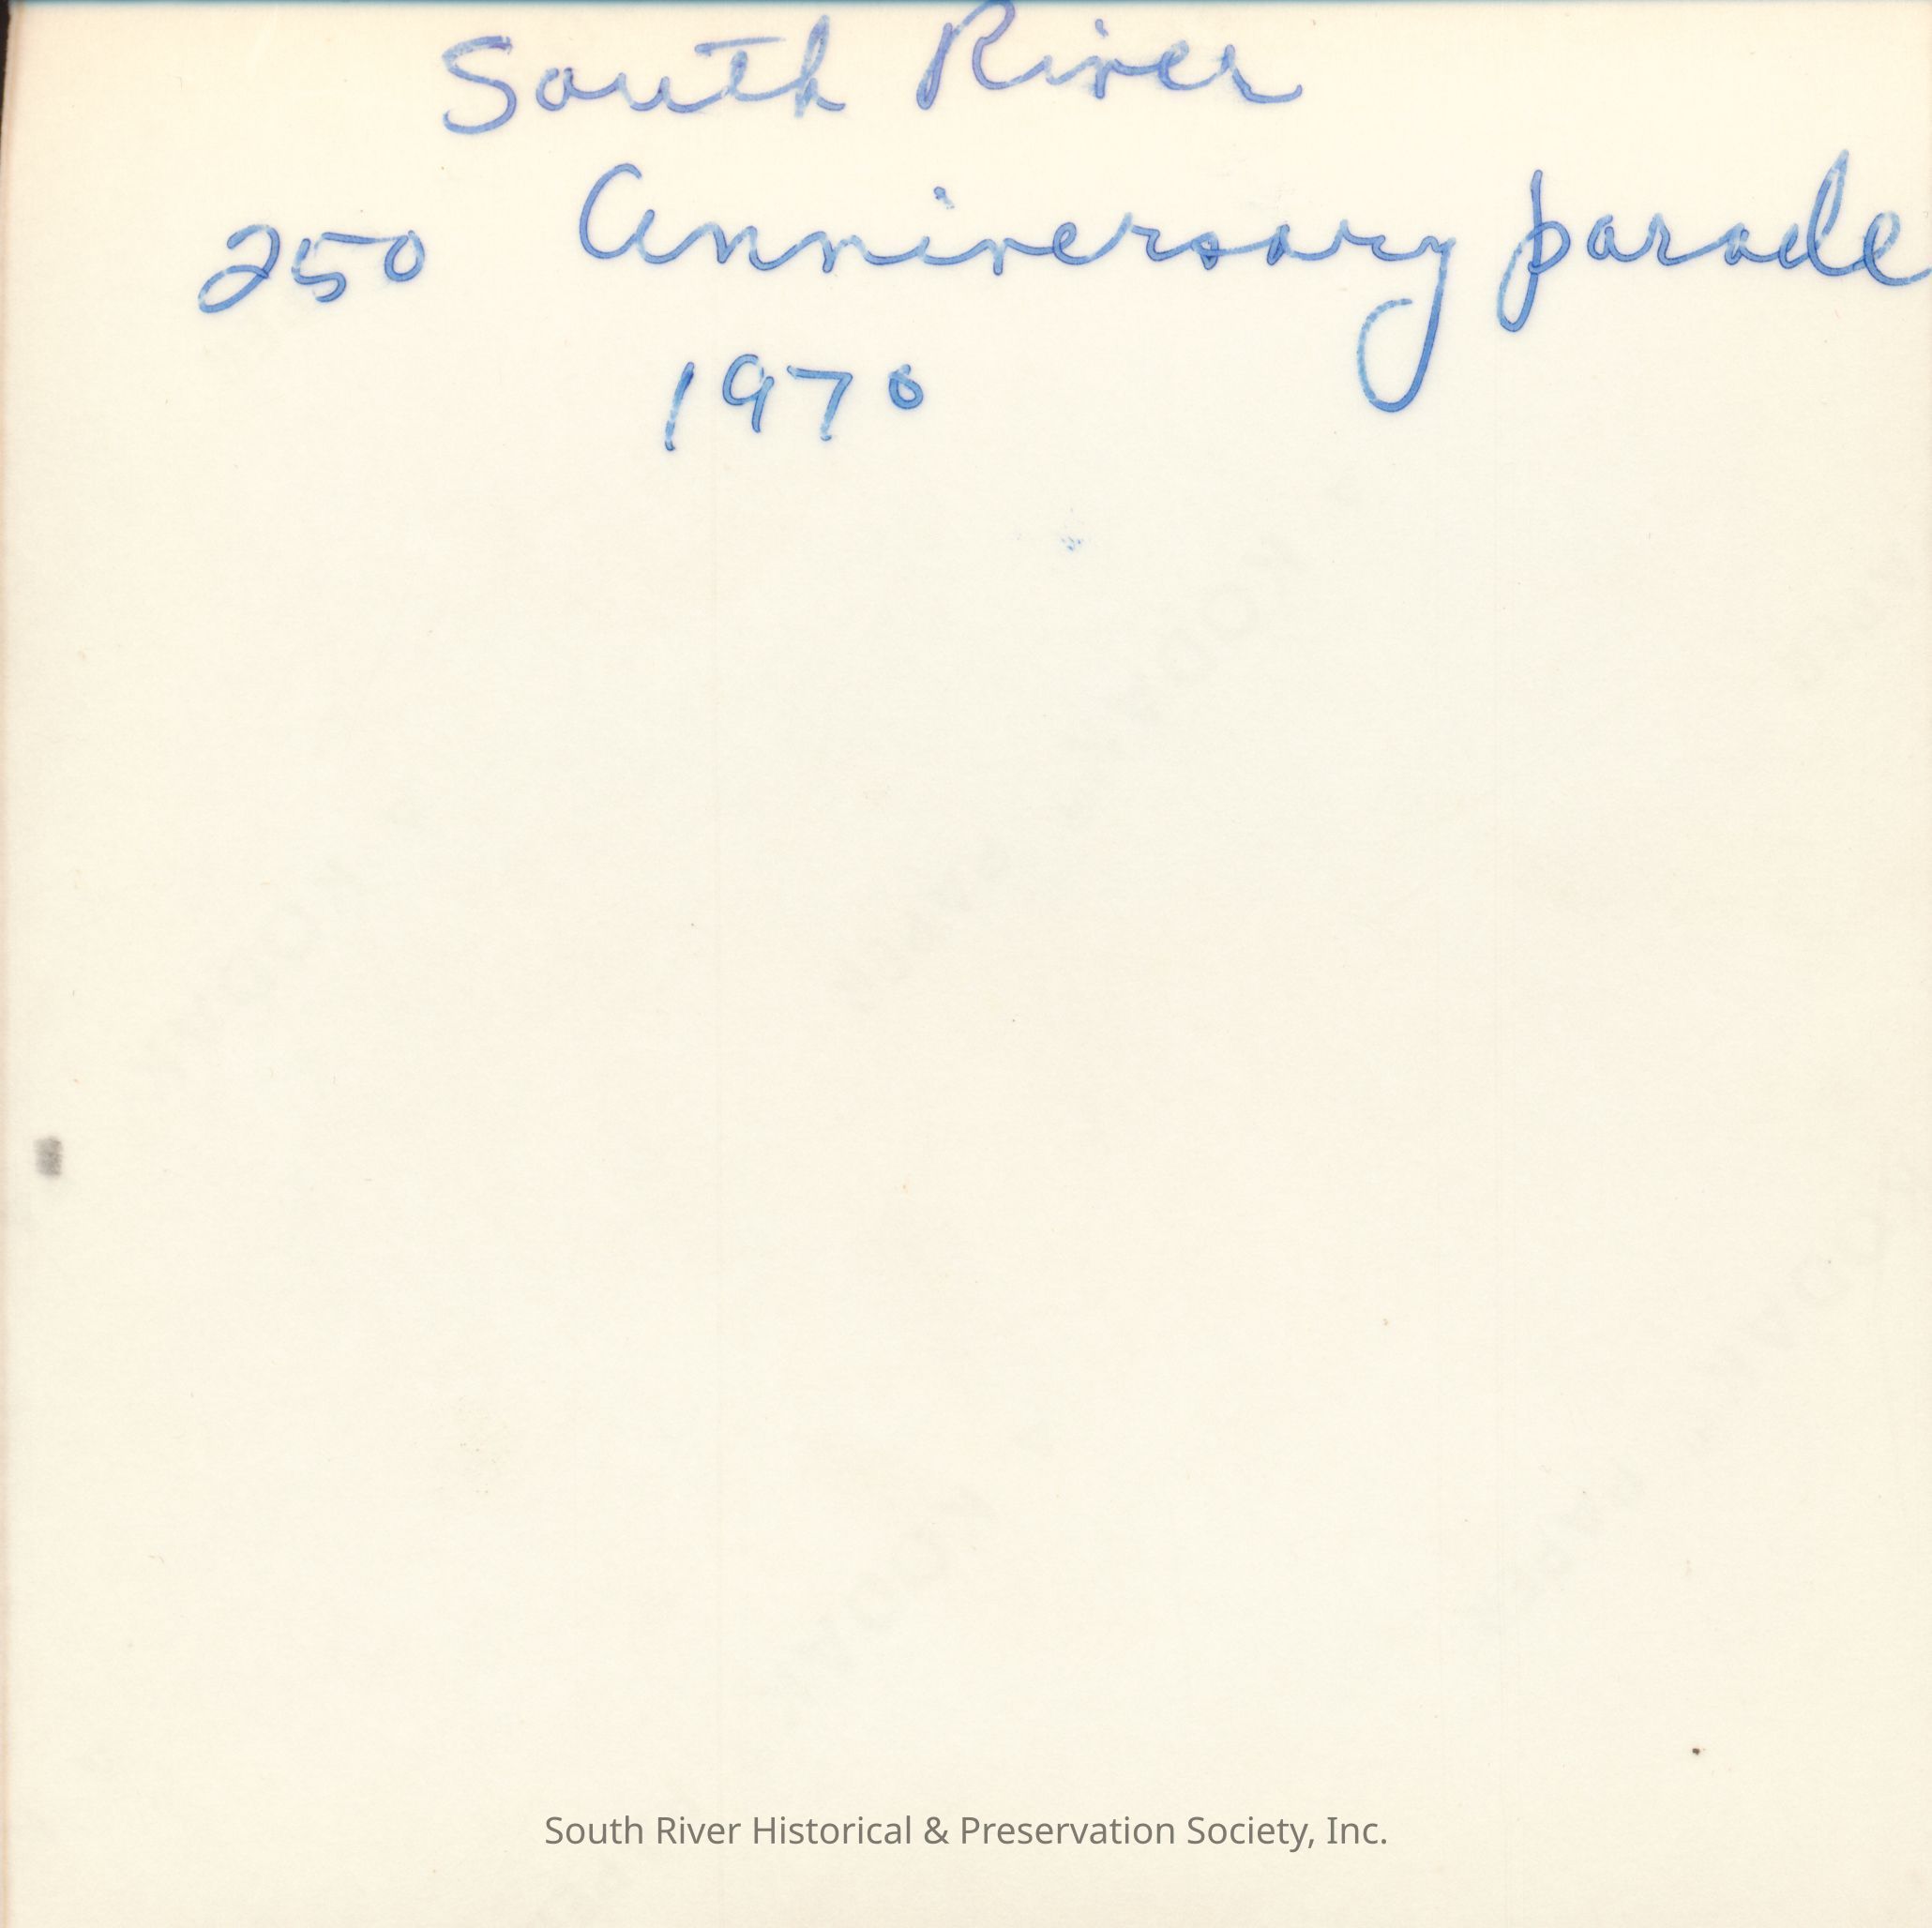 South River
250 Anniversary parade
1970
South River Historical & Preservation Society, Inc.